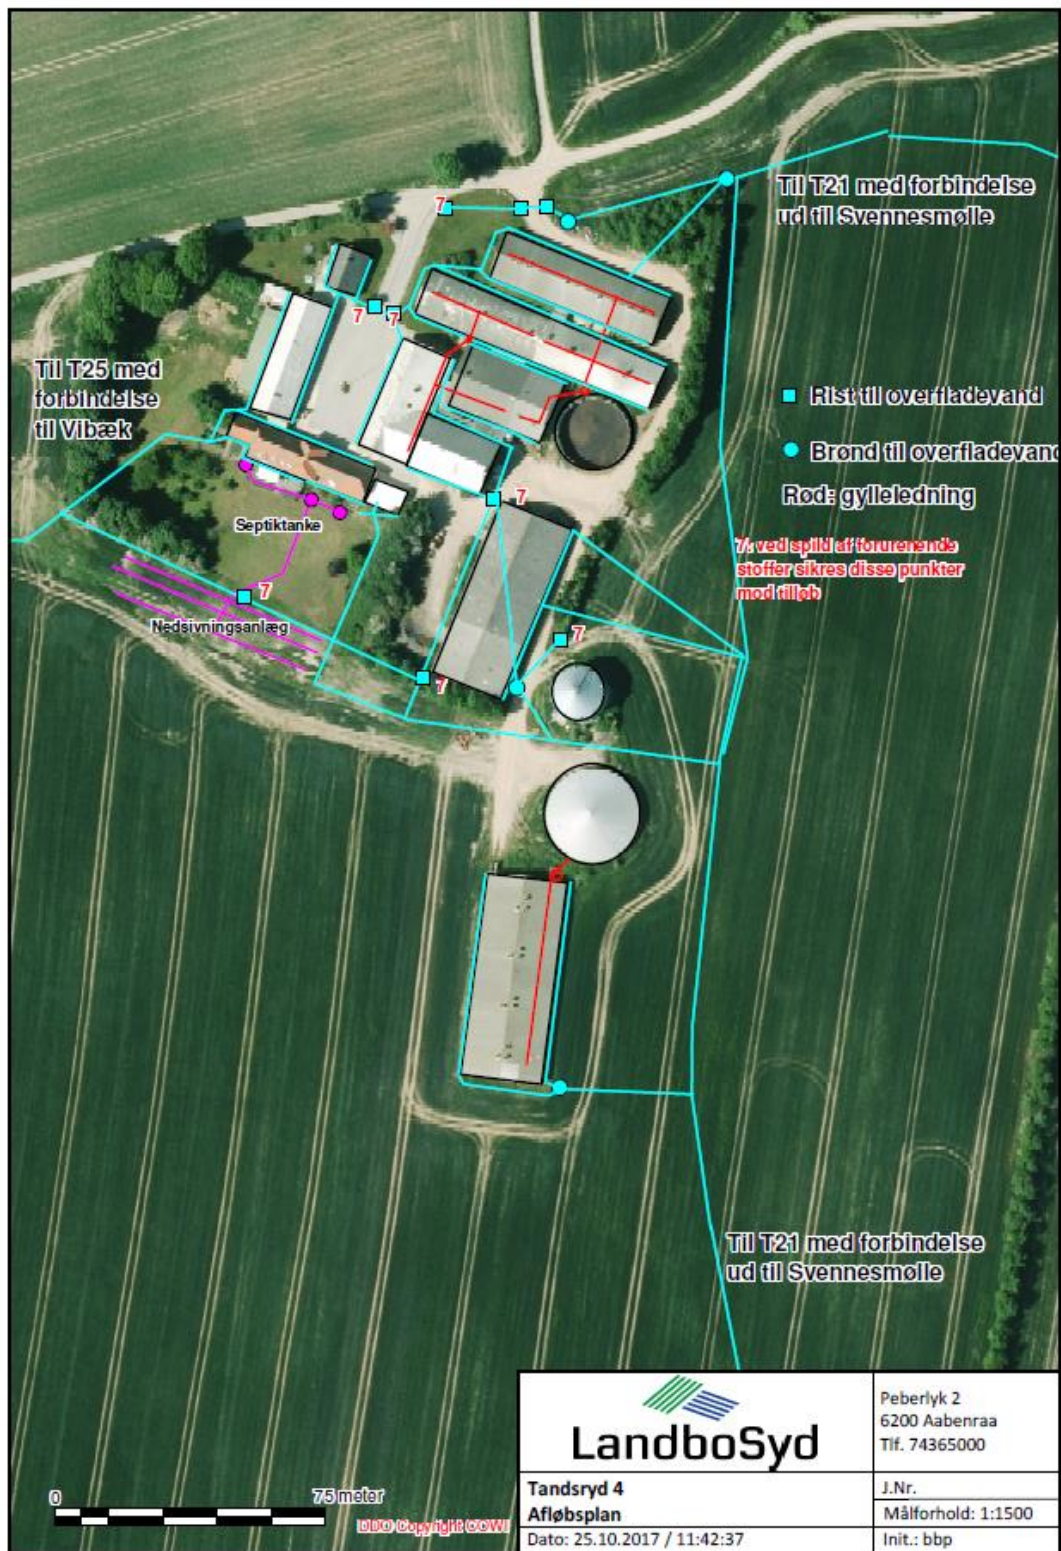 7
Til T21 med forbindelse
ud til Svennesmølle
7
7
Til T25 med
forbindelse
til Vibæk
Rist til overfladevand
Brønd til overfladevand
Rød: gylleledning
7
Septiktanke
7: ved spild af forurenende
stoffer sikres disse punkter
mod tilløb
7
Nedsivningsanlæg
7
7
Til T21 med forbindelse
ud til Svennesmølle
LandboSyd
Peberlyk 2
6200 Aabenraa
Tlf. 74365000
0 75 meter
DDO Copyright COWI
Tandsryd 4
Afløbsplan
Dato: 25.10.2017 / 11:42:37
J.Nr.
Målforhold: 1:1500
Init.: bbp